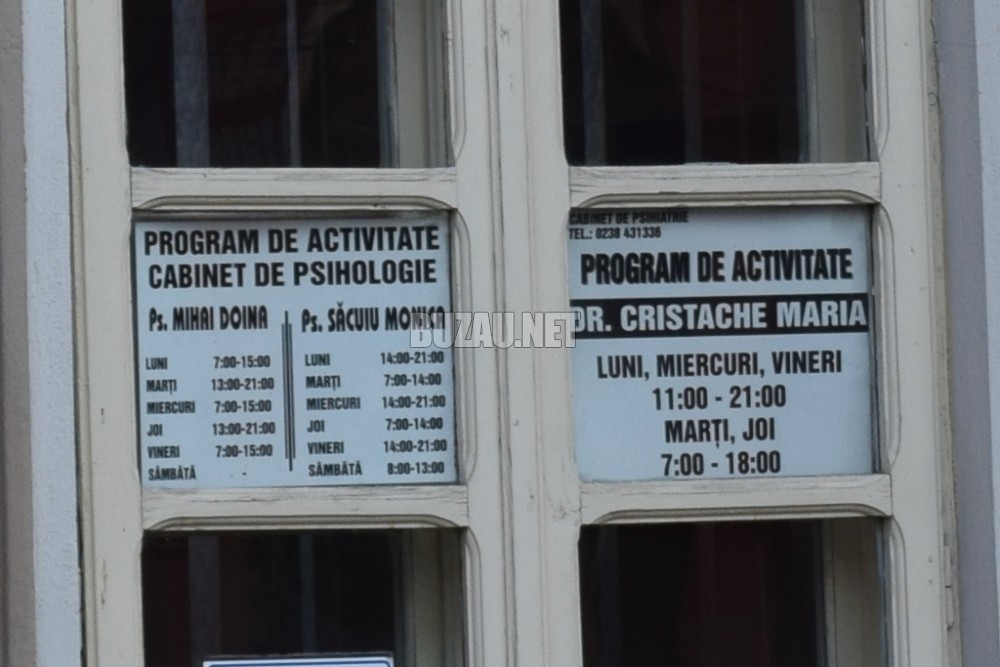 PROGRAM DE ACTIVITATE
CABINET DE PSIHOLOGIE
Ps. MIHAI DOINA
LUNI 7:00-15:00
MARȚI 13:00-21:00
MIERCURI 7:00-15:00
JOI 13:00-21:00
VINERI 7:00-15:00
SÂMBĂTĂ
Ps. SĂCUIU MONICA
LUNI 14:00-21:00
MARȚI 7:00-14:00
MIERCURI 14:00-21:00
JOI 7:00-14:00
VINERI 14:00-21:00
SÂMBĂTĂ 8:00-13:00
BUZAU.NET
CABINET DE PSIHIATRIE
TEL.: 0238 431336
PROGRAM DE ACTIVITATE
DR. CRISTACHE MARIA
LUNI, MIERCURI, VINERI
11:00 - 21:00
MARȚI, JOI
7:00 - 18:00